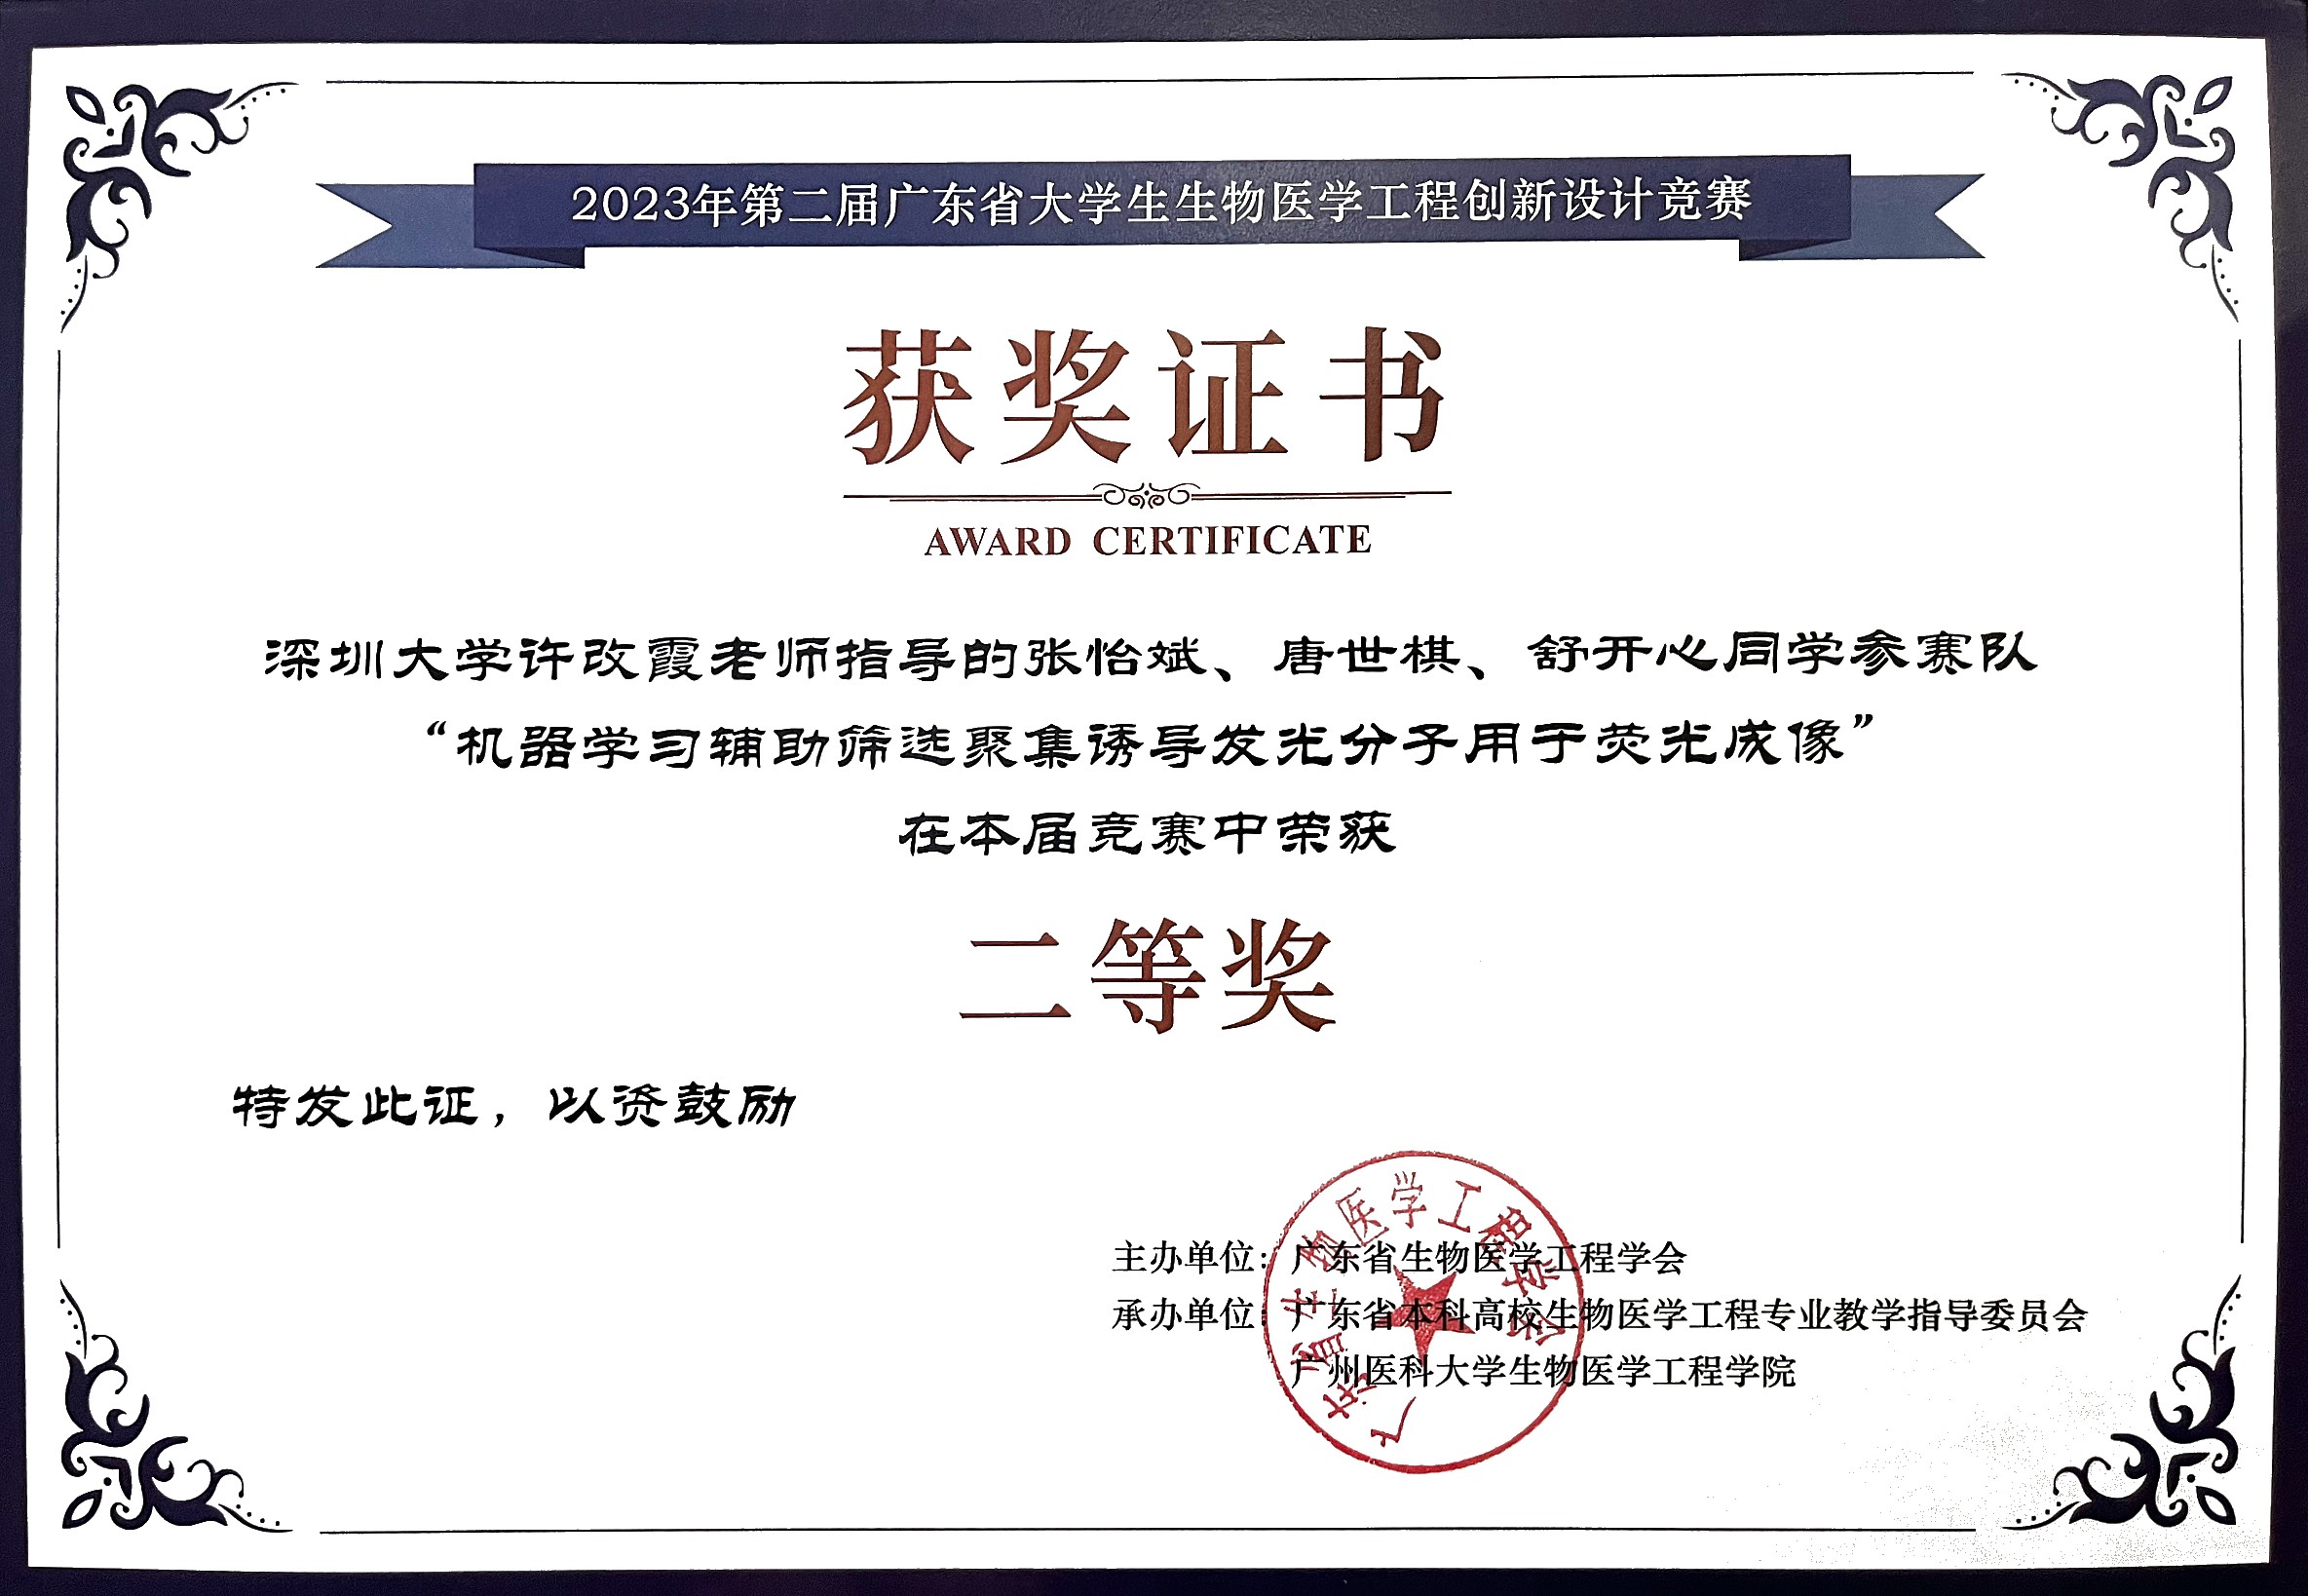 2023年第二届广东省大学生生物医学工程创新设计竞赛
获奖证书
AWARD CERTIFICATE
深圳大学许改霞老师指导的张怡斌、唐世棋、舒开心同学参赛队
“机器学习辅助筛选聚集诱导发光分子用于荧光成像”
在本届竞赛中荣获
二等奖
特发此证，以资鼓励
主办单位：广东省生物医学工程学会
承办单位：广东省本科高校生物医学工程专业教学指导委员会
广州医科大学生物医学工程学院
广东省生物医学工程学会